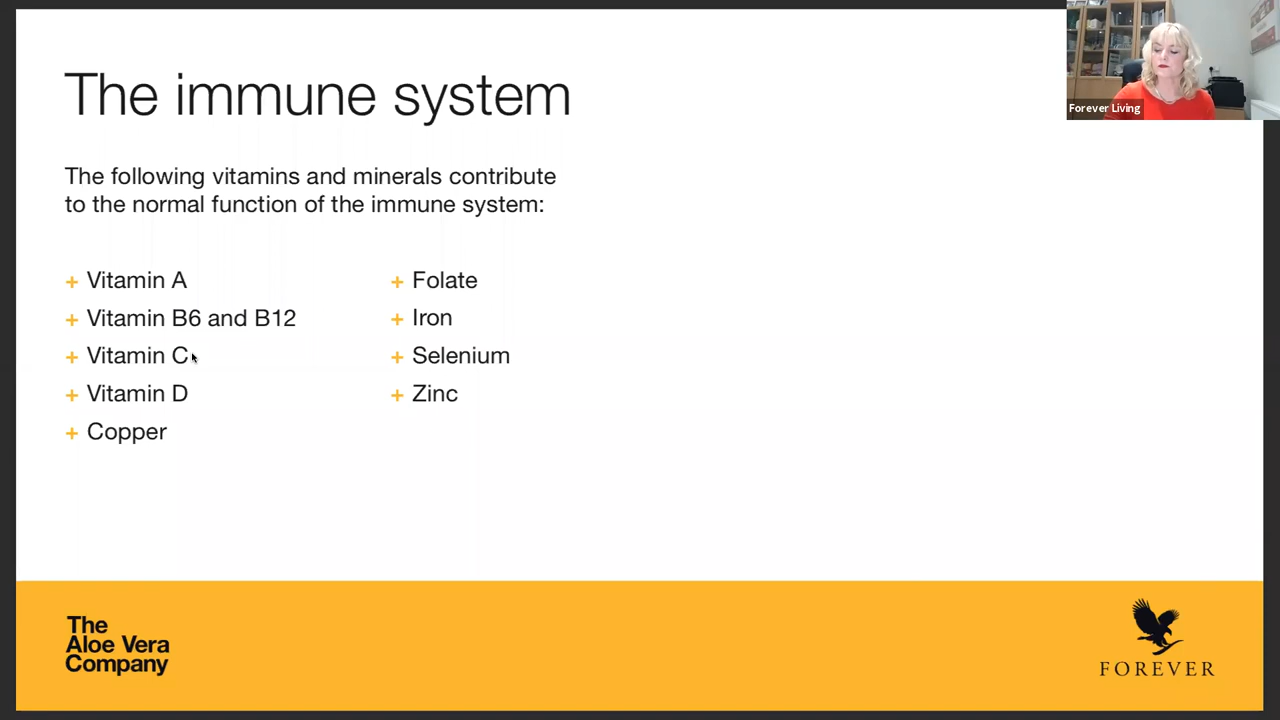 The immune system
Forever Living
The following vitamins and minerals contribute
to the normal function of the immune system:
+ Vitamin A
+ Vitamin B6 and B12
+ Vitamin C
+ Vitamin D
+ Copper
+ Folate
+ Iron
+ Selenium
+ Zinc
The
Aloe Vera
Company
FOREVER